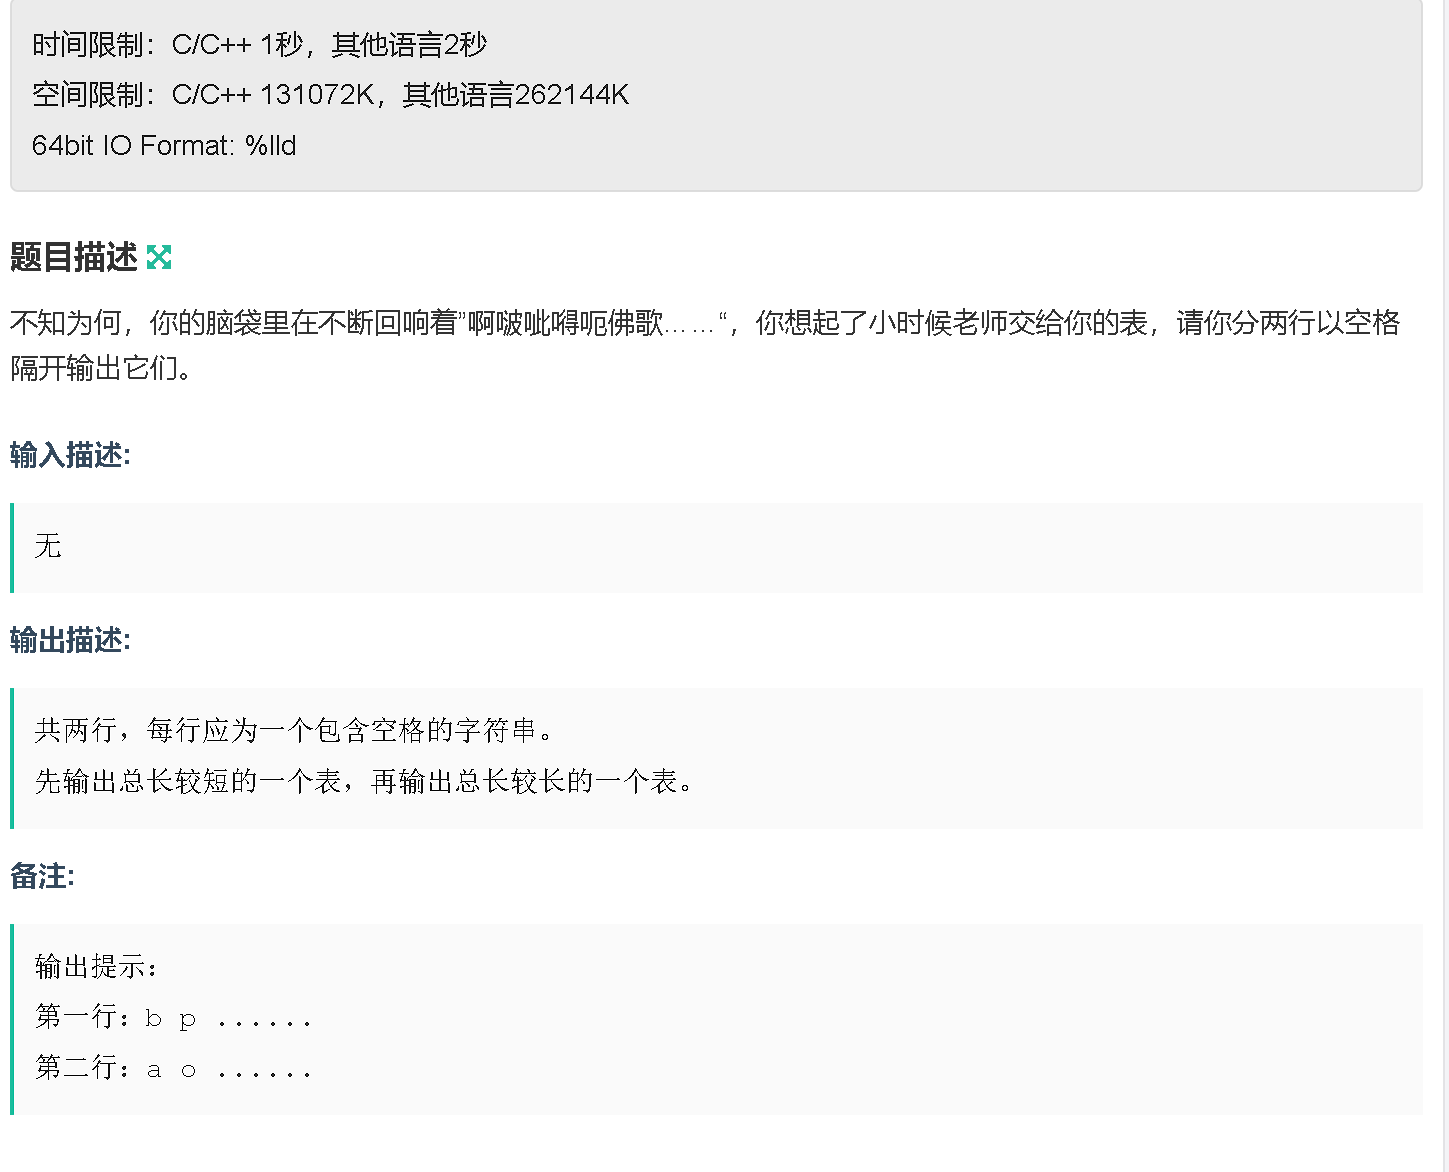 时间限制：C/C++ 1秒，其他语言2秒
空间限制：C/C++ 131072K，其他语言262144K
64bit IO Format: %lld
题目描述
不知为何，你的脑袋里在不断回响着”啊啵呲嘚呃佛歌……“，你想起了小时候老师交给你的表，请你分两行以空格
隔开输出它们。
输入描述:
无
输出描述:
共两行，每行应为一个包含空格的字符串。
先输出总长较短的一个表，再输出总长较长的一个表。
备注:
输出提示：
第一行：b p ......
第二行：a o ......